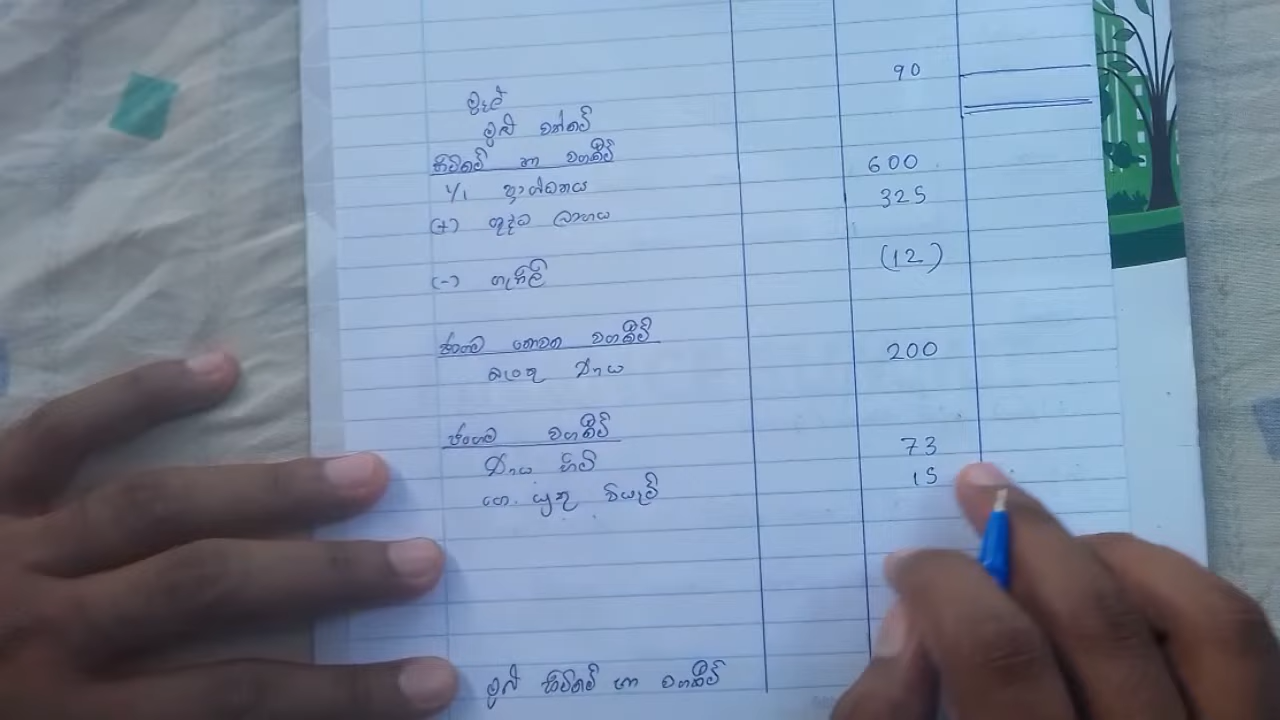 මුදල් 90
මුළු වත්කම්
හිමිකම් හා වගකීම්
1/1 ප්‍රාග්ධනය 600
(+) ශුද්ධ ලාභය 325
(-) ගැනිලි (12)
ජංගම නොවන වගකීම්
බැංකු ණය 200
ජංගම වගකීම්
ණය හිමි 73
ගෙ. යුතු වියදම් 15
මුළු හිමිකම් හා වගකීම්